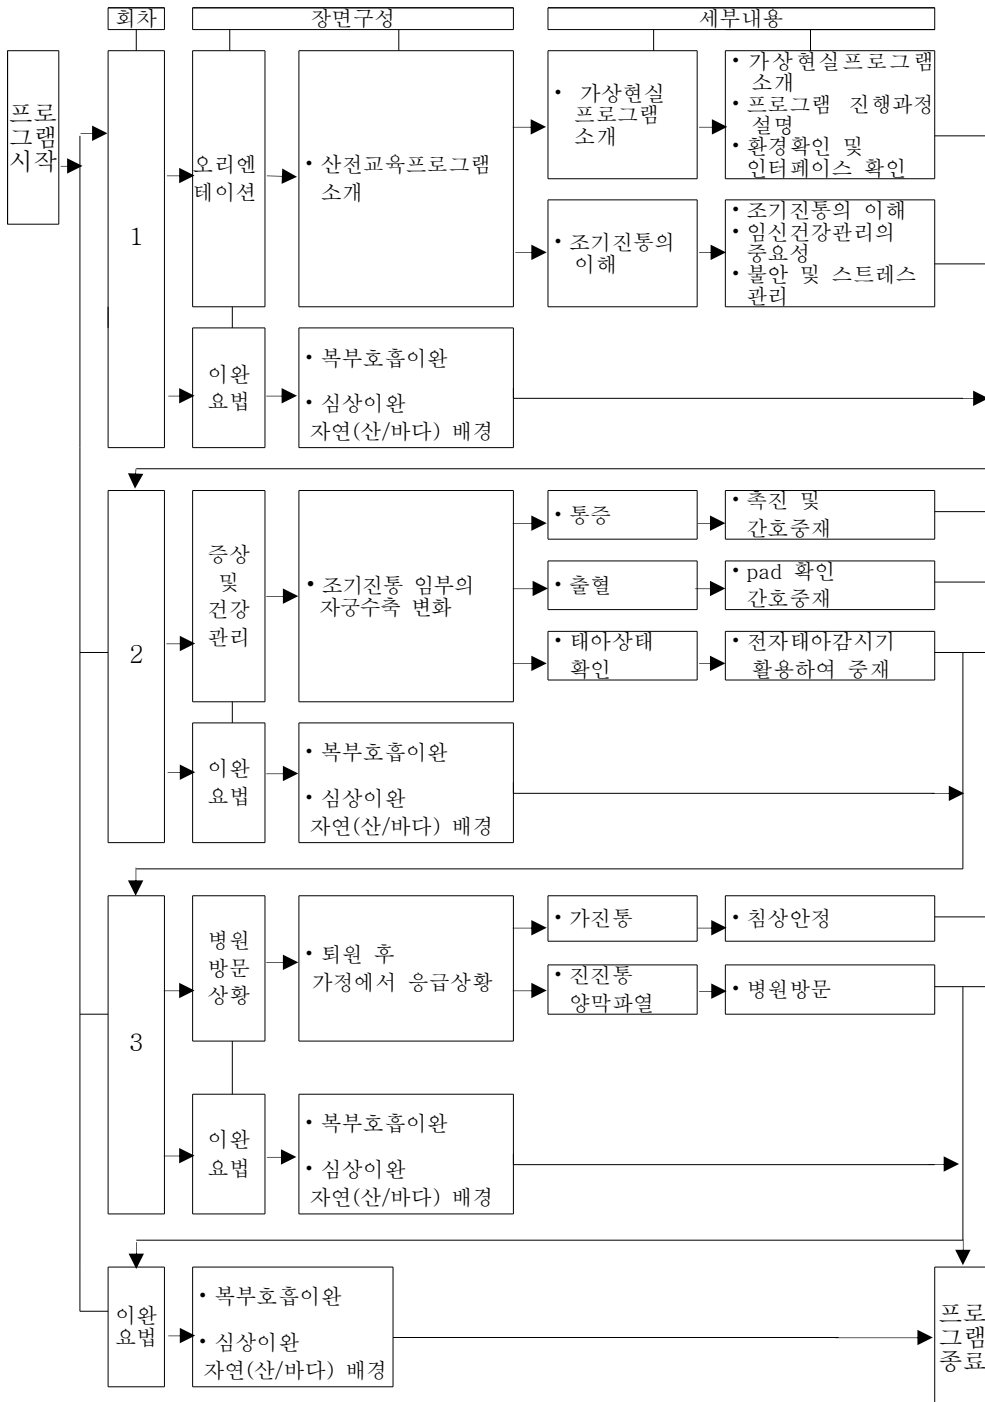 회차
장면구성
세부내용
프로
그램
시작
1
오리엔
테이션
• 산전교육프로그램
소개
• 가상현실
프로그램
소개
• 가상현실프로그램
소개
• 프로그램 진행과정
설명
• 환경확인 및
인터페이스 확인
• 조기진통의
이해
• 조기진통의 이해
• 임신건강관리의
중요성
• 불안 및 스트레스
관리
이완
요법
• 복부호흡이완
• 심상이완
자연(산/바다) 배경
2
증상
및
건강
관리
• 조기진통 임부의
자궁수축 변화
• 통증
• 촉진 및
간호중재
• 출혈
• pad 확인
간호중재
• 태아상태
확인
• 전자태아감시기
활용하여 중재
이완
요법
• 복부호흡이완
• 심상이완
자연(산/바다) 배경
3
병원
방문
상황
• 퇴원 후
가정에서 응급상황
• 가진통
• 침상안정
• 진진통
양막파열
• 병원방문
이완
요법
• 복부호흡이완
• 심상이완
자연(산/바다) 배경
이완
요법
• 복부호흡이완
• 심상이완
자연(산/바다) 배경
프로
그램
종료